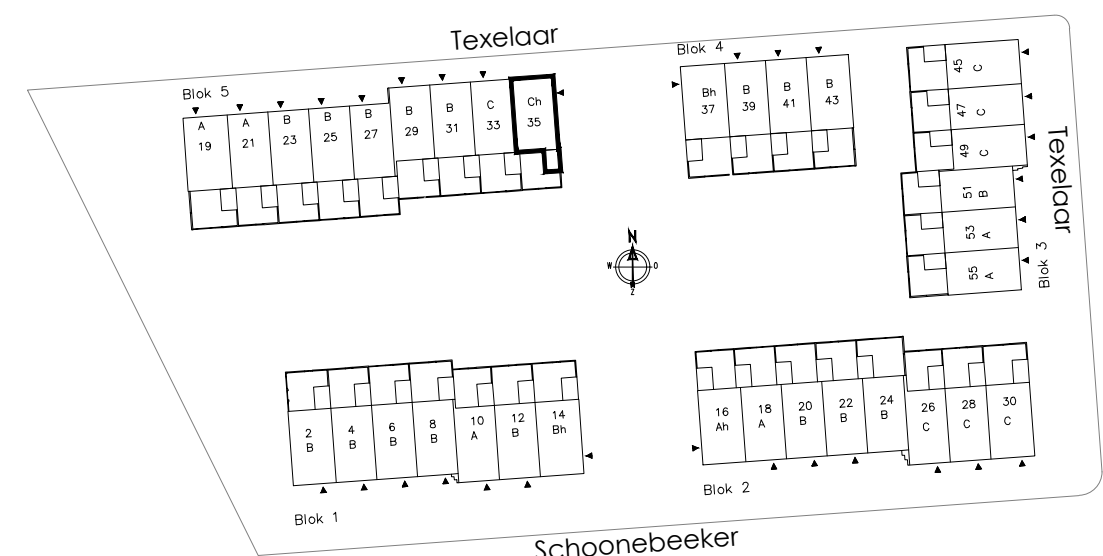 Texelaar
Blok 4
Blok 5
A 19
A 21
B 23
B 25
B 27
B 29
B 31
C 33
Ch 35
Bh 37
B 39
B 41
B 43
45 C
47 C
49 C
51 B
53 A
55 A
Texelaar
Blok 3
N
W O
Z
2 B
4 B
6 B
8 B
10 A
12 B
14 Bh
16 Ah
18 A
20 B
22 B
24 B
26 C
28 C
30 C
Blok 1
Blok 2
Schoonebeeker